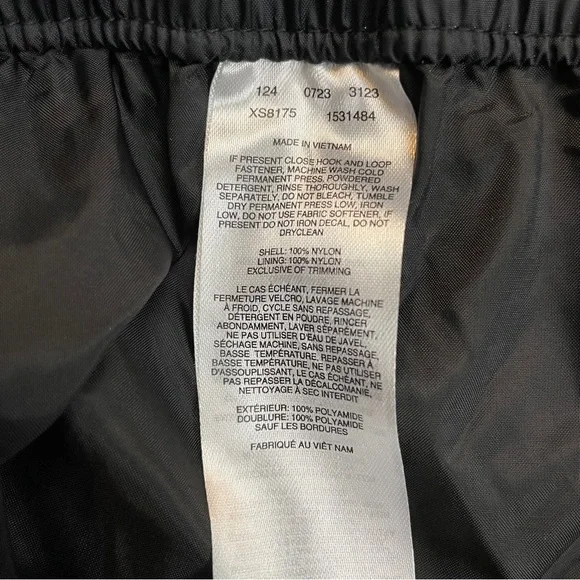 124 0723 3123
XS8175 1531484
MADE IN VIETNAM
IF PRESENT CLOSE HOOK AND LOOP
FASTENER, MACHINE WASH COLD
PERMANENT PRESS, POWDERED
DETERGENT, RINSE THOROUGHLY, WASH
SEPARATELY, DO NOT BLEACH, TUMBLE
DRY PERMANENT PRESS LOW, IRON
LOW, DO NOT USE FABRIC SOFTENER, IF
PRESENT DO NOT IRON DECAL, DO NOT
DRYCLEAN
SHELL: 100% NYLON
LINING: 100% NYLON
EXCLUSIVE OF TRIMMING
LE CAS ÉCHÉANT, FERMER LA
FERMETURE VELCRO, LAVAGE MACHINE
À FROID, CYCLE SANS REPASSAGE,
DÉTERGENT EN POUDRE, RINCER
ABONDAMMENT, LAVER SÉPARÉMENT,
NE PAS UTILISER D'EAU DE JAVEL,
SÉCHAGE MACHINE, SANS REPASSAGE,
BASSE TEMPÉRATURE, REPASSER À
BASSE TEMPÉRATURE, NE PAS UTILISER
D'ASSOUPLISSANT, LE CAS ÉCHÉANT, NE
PAS REPASSER LA DÉCALCOMANIE,
NETTOYAGE À SEC INTERDIT
EXTÉRIEUR: 100% POLYAMIDE
DOUBLURE: 100% POLYAMIDE
SAUF LES BORDURES
FABRIQUÉ AU VIÊT NAM